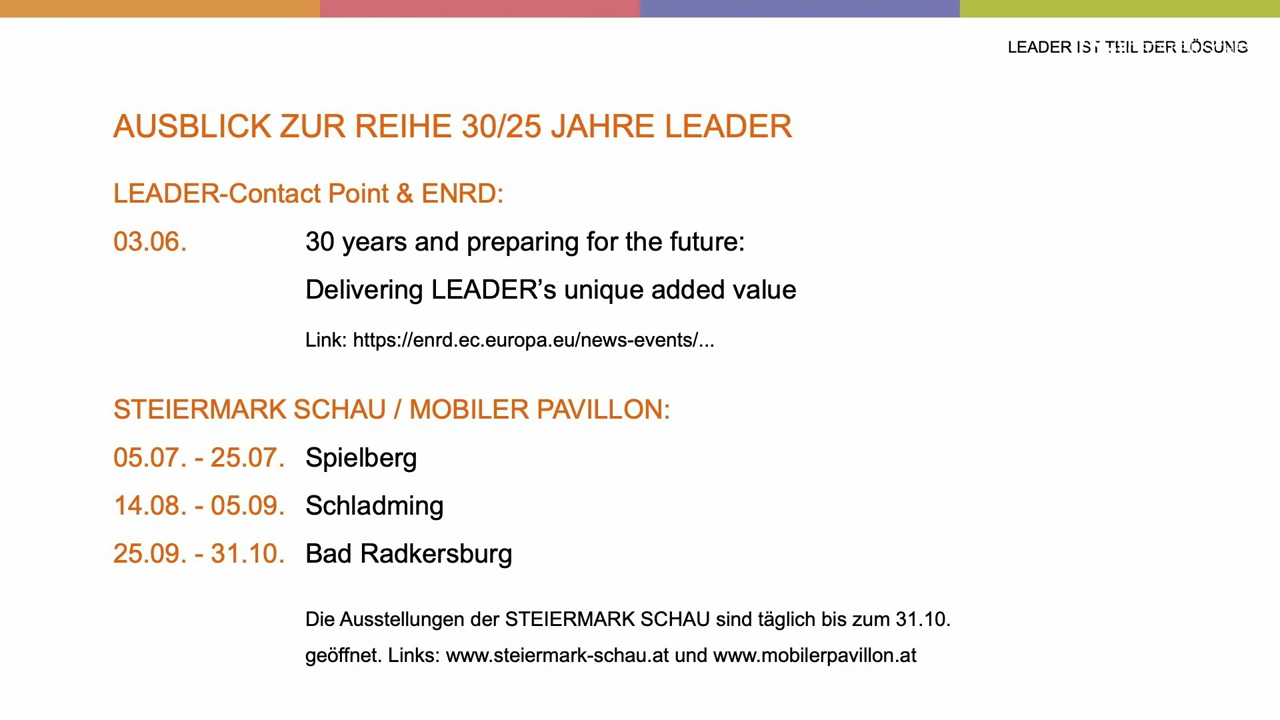 LEADER IST TEIL DER LÖSUNG
AUSBLICK ZUR REIHE 30/25 JAHRE LEADER
LEADER-Contact Point & ENRD:
03.06. 30 years and preparing for the future:
Delivering LEADER’s unique added value
Link: https://enrd.ec.europa.eu/news-events/...
STEIERMARK SCHAU / MOBILER PAVILLON:
05.07. - 25.07. Spielberg
14.08. - 05.09. Schladming
25.09. - 31.10. Bad Radkersburg
Die Ausstellungen der STEIERMARK SCHAU sind täglich bis zum 31.10.
geöffnet. Links: www.steiermark-schau.at und www.mobilerpavillon.at